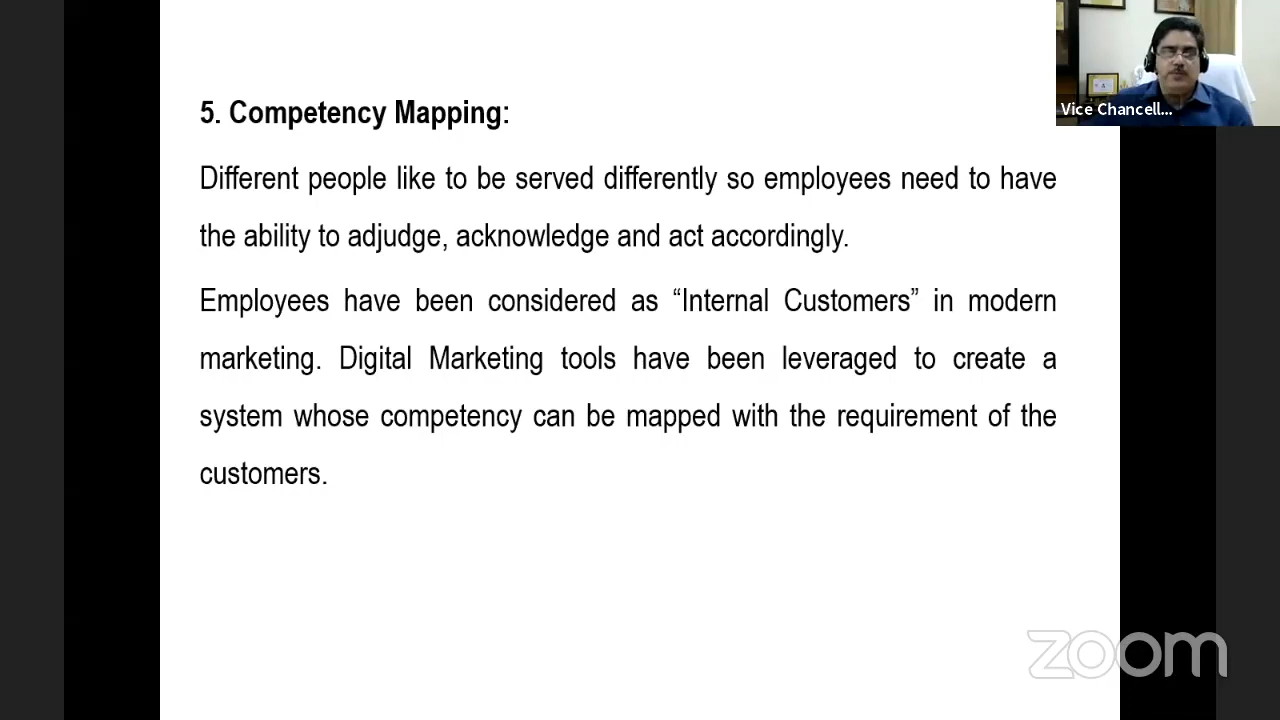 5. Competency Mapping:
Different people like to be served differently so employees need to have
the ability to adjudge, acknowledge and act accordingly.
Employees have been considered as “Internal Customers” in modern
marketing. Digital Marketing tools have been leveraged to create a
system whose competency can be mapped with the requirement of the
customers.
Vice Chancell...
zoom